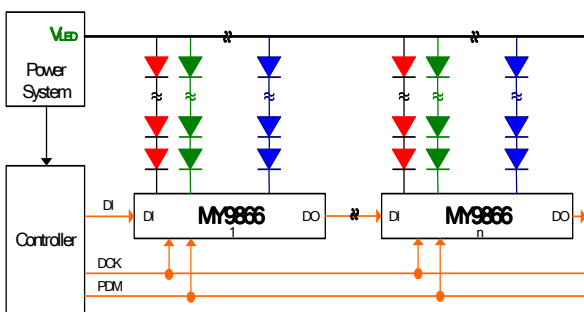 VLED
Power
System
Controller
DI
DI
MY9866
1
DO
DI
MY9866
n
DO
DCK
PDM